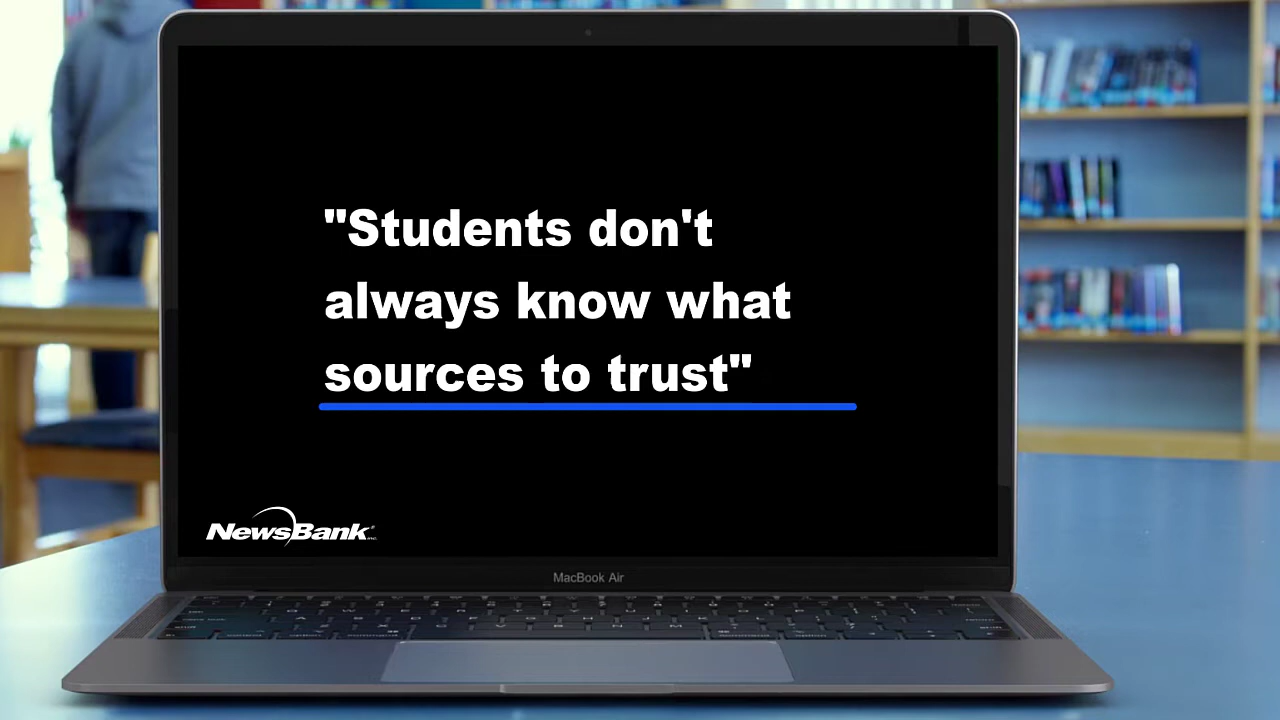 "Students don't
always know what
sources to trust"
NewsBank
MacBook Air